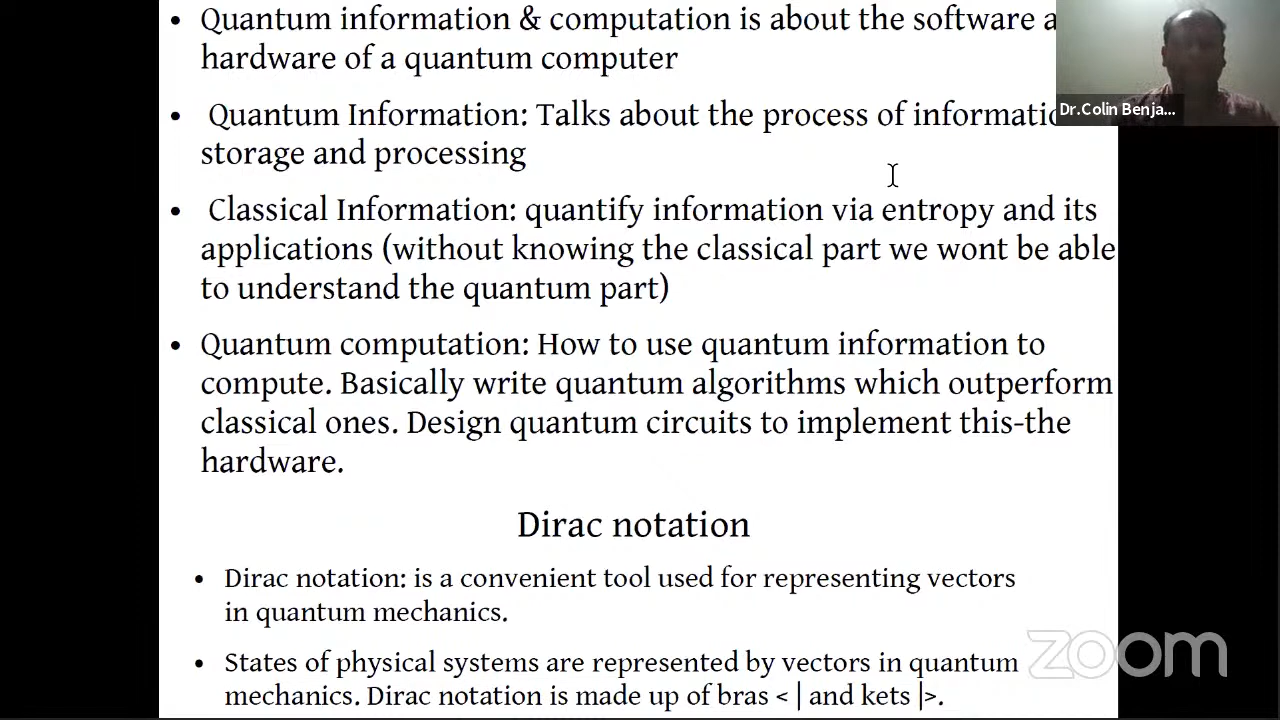 • Quantum information & computation is about the software a
hardware of a quantum computer
• Quantum Information: Talks about the process of informatio
storage and processing
• Classical Information: quantify information via entropy and its
applications (without knowing the classical part we wont be able
to understand the quantum part)
• Quantum computation: How to use quantum information to
compute. Basically write quantum algorithms which outperform
classical ones. Design quantum circuits to implement this-the
hardware.
Dirac notation
• Dirac notation: is a convenient tool used for representing vectors
in quantum mechanics.
• States of physical systems are represented by vectors in quantum
mechanics. Dirac notation is made up of bras < | and kets |>.
Dr.Colin Benja...
zoom